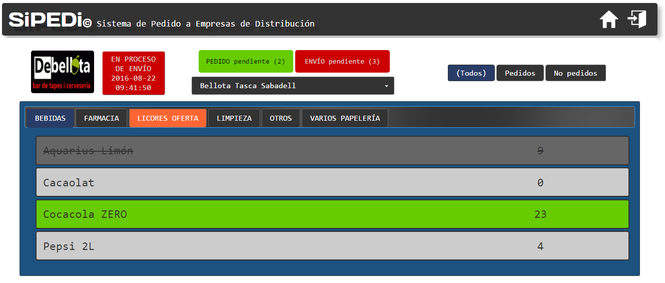 SiPEDi© Sistema de Pedido a Empresas de Distribución
Debellota
bar de tapes i cerveseria
EN PROCESO
DE ENVÍO
2016-08-22
09:41:50
PEDIDO pendiente (2) ENVÍO pendiente (3)
Bellota Tasca Sabadell
(Todos) Pedidos No pedidos
BEBIDAS FARMACIA LICORES OFERTA LIMPIEZA OTROS VARIOS PAPELERÍA
Aquarius Limón 9
Cacaolat 0
Cocacola ZERO 23
Pepsi 2L 4